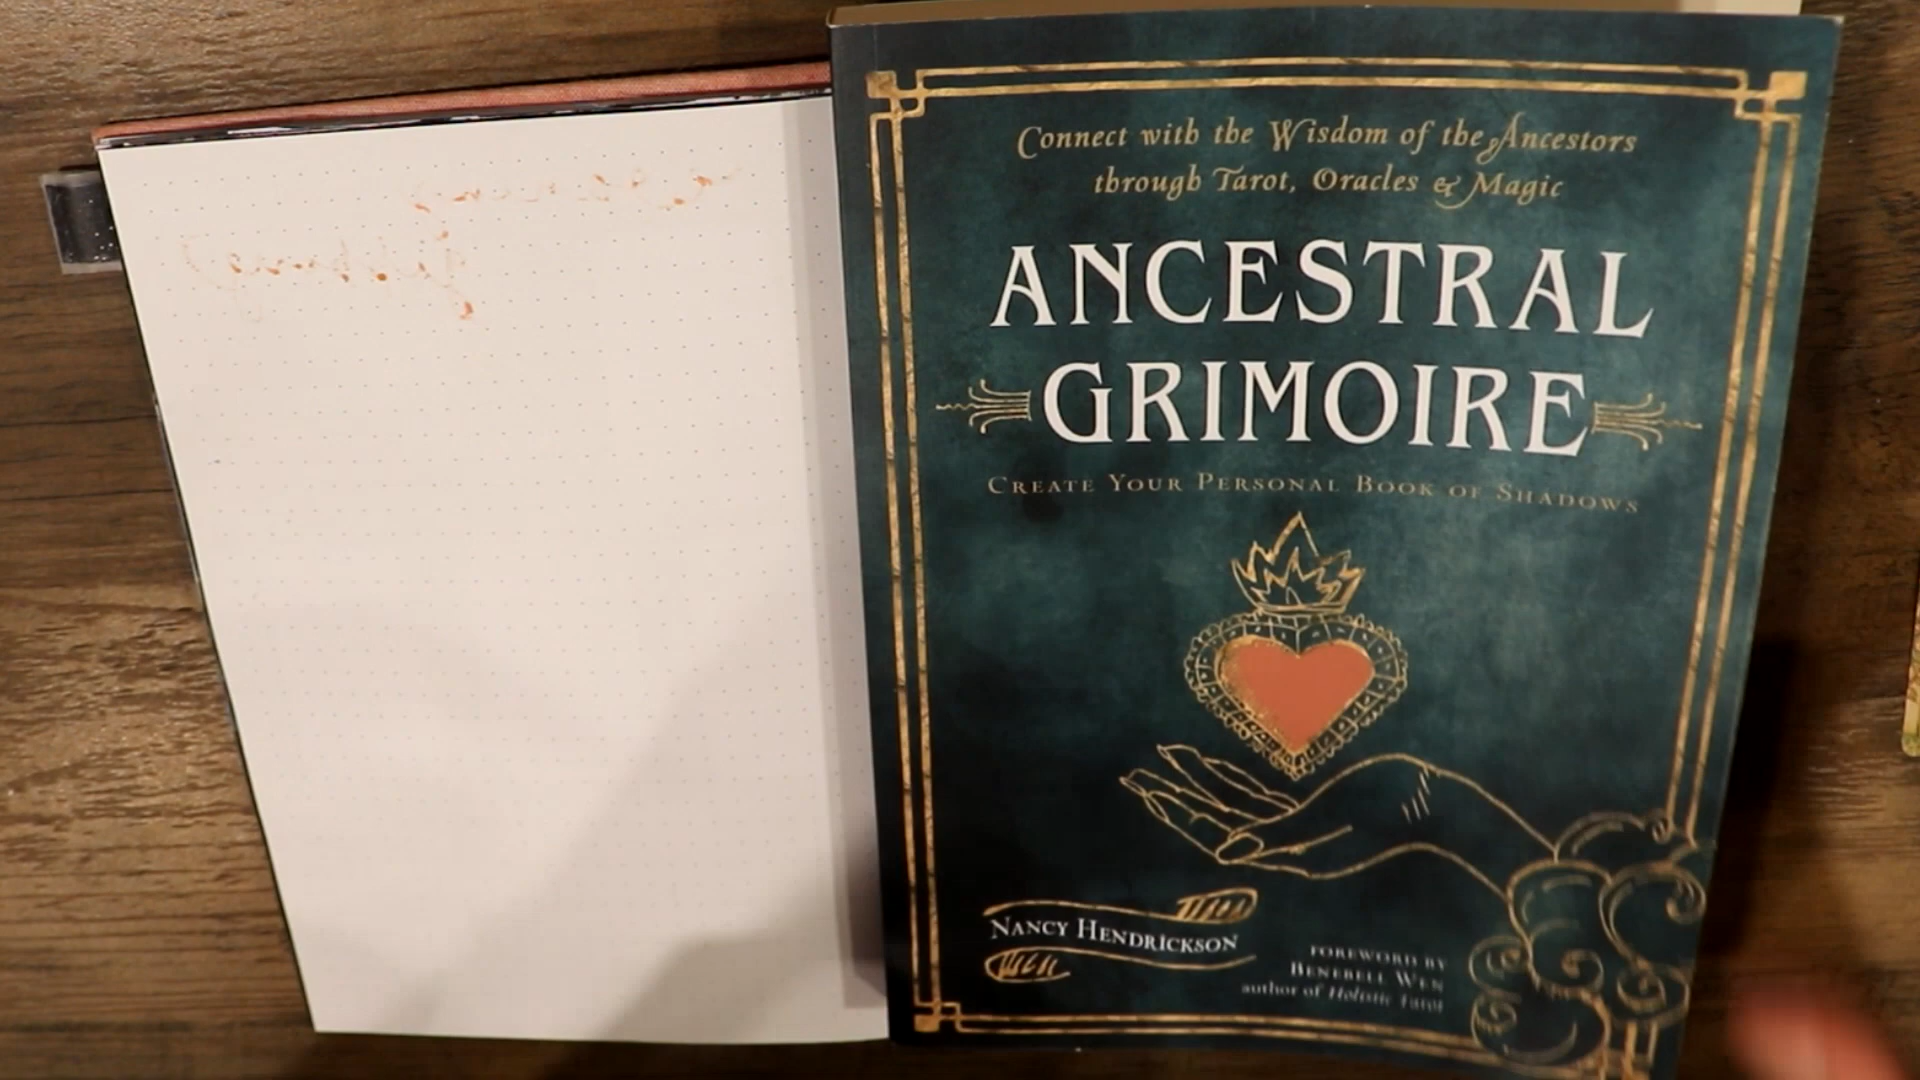 Connect with the Wisdom of the Ancestors
through Tarot, Oracles & Magic
ANCESTRAL
GRIMOIRE
CREATE YOUR PERSONAL BOOK OF SHADOWS
NANCY HENDRICKSON
FOREWORD BY
BENEBELL WEN
author of Holistic Tarot